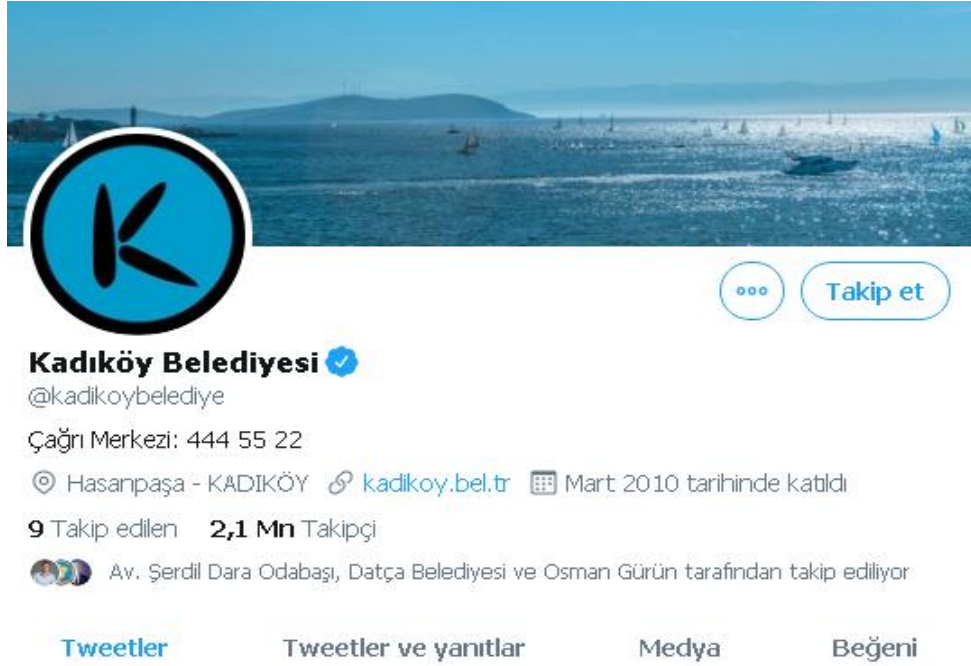 K
Takip et
Kadıköy Belediyesi
@kadikoybelediye
Çağrı Merkezi: 444 55 22
Hasanpaşa - KADIKÖY kadikoy.bel.tr Mart 2010 tarihinde katıldı
9 Takip edilen 2,1 Mn Takipçi
Av. Şerdil Dara Odabaşı, Datça Belediyesi ve Osman Gürün tarafından takip ediliyor
Tweetler Tweetler ve yanıtlar Medya Beğeni